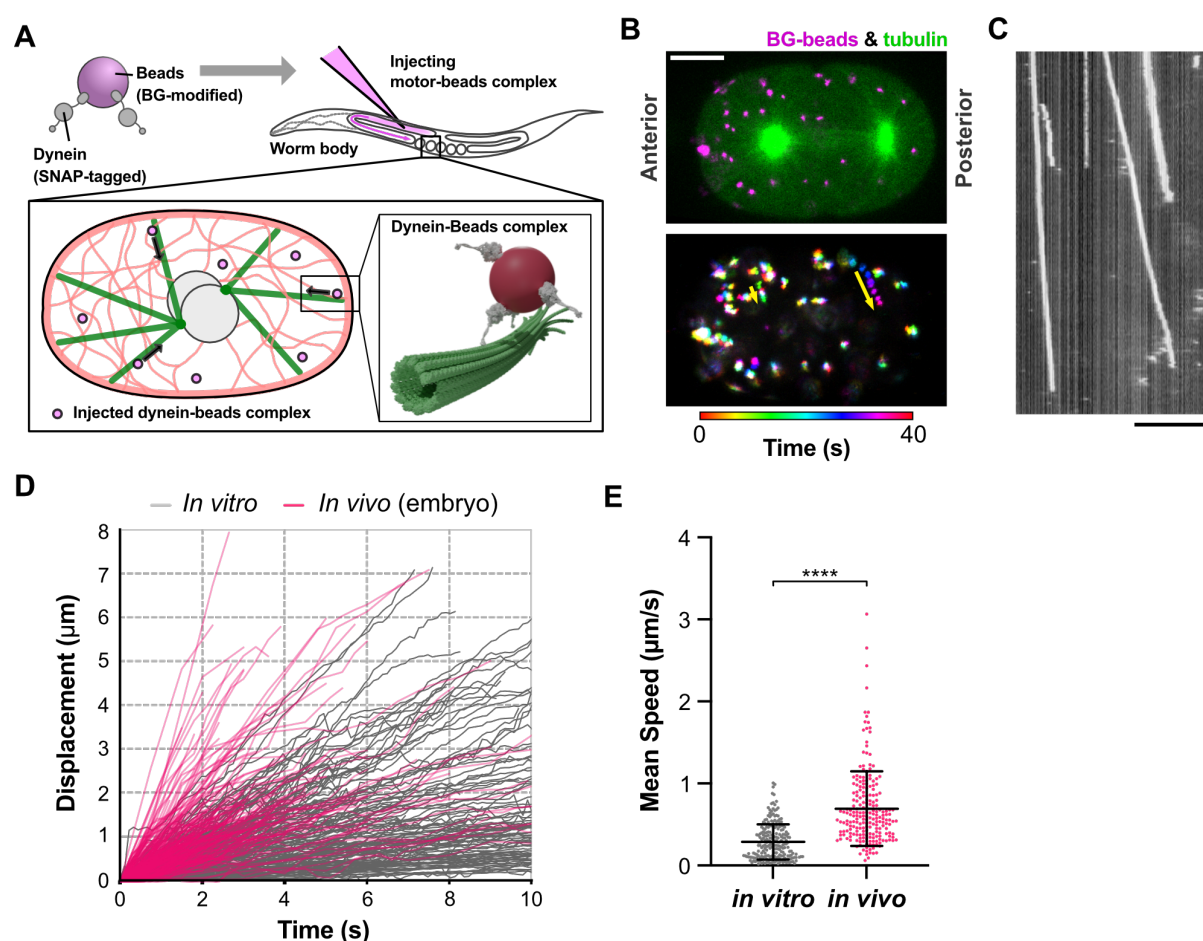 A
Beads
(BG-modified)
Dynein
(SNAP-tagged)
Injecting
motor-beads complex
Worm body
Dynein-Beads complex
Injected dynein-beads complex
B
BG-beads & tubulin
Anterior
Posterior
0
40
Time (s)
C
D
In vitro
In vivo (embryo)
Displacement (μm)
8
7
6
5
4
3
2
1
0
0 2 4 6 8 10
Time (s)
E
Mean Speed (μm/s)
4
3
2
1
0
****
in vitro in vivo